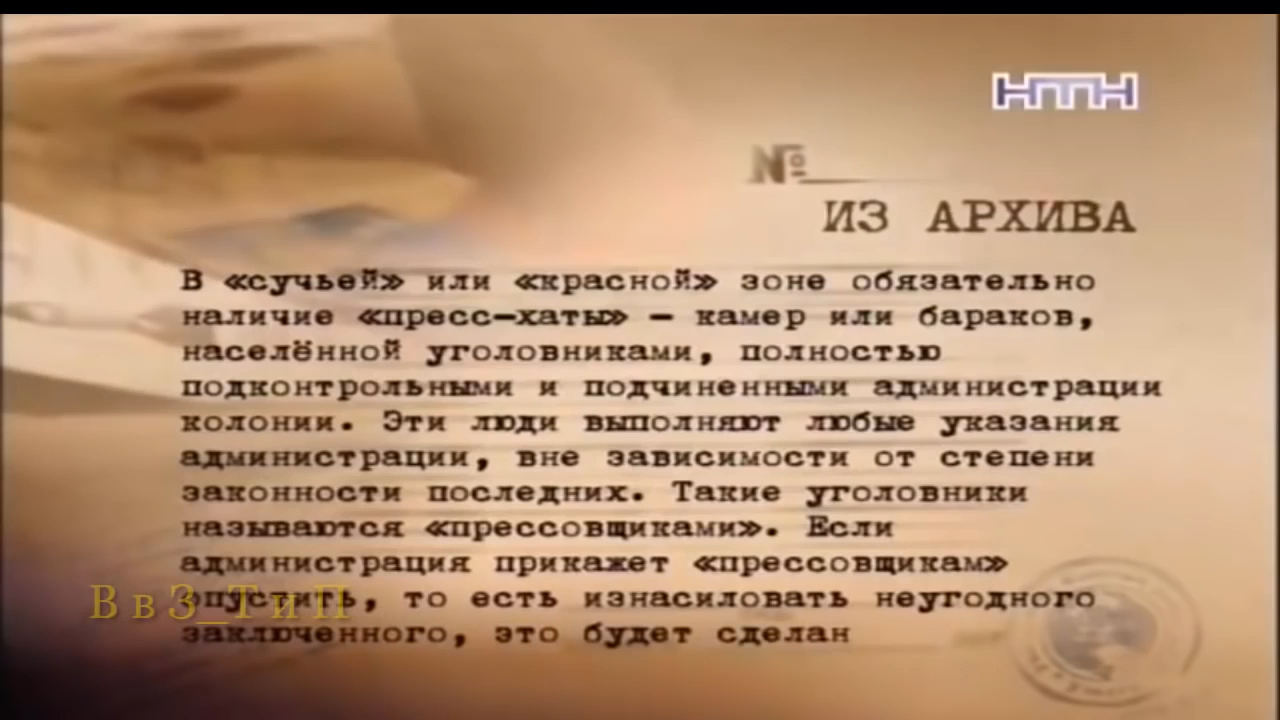 НТН
№
ИЗ АРХИВА
В «сучьей» или «красной» зоне обязательно
наличие «пресс-хаты» - камер или бараков,
населённой уголовниками, полностью
подконтрольными и подчиненными администрации
колонии. Эти люди выполняют любые указания
администрации, вне зависимости от степени
законности последних. Такие уголовники
называются «прессовщиками». Если
администрация прикажет «прессовщикам»
опустить, то есть изнасиловать неугодного
заключенного, это будет сделан
ВвЗ_ТиП